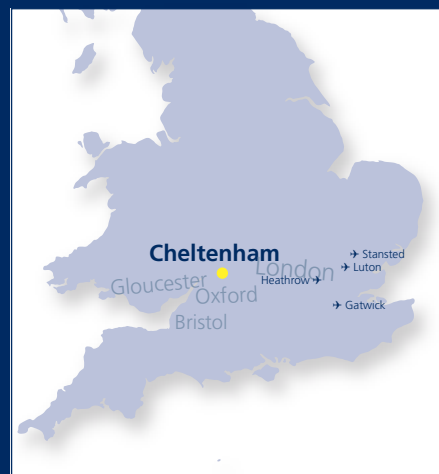 Cheltenham
✈ Stansted
London
✈ Luton
Gloucester
Heathrow ✈
Oxford
✈ Gatwick
Bristol